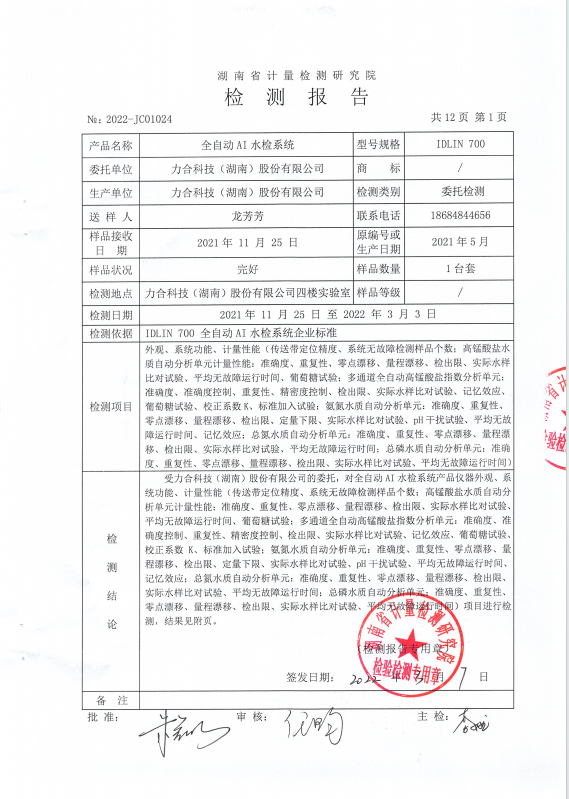 湖南省计量检测研究院
检 测 报 告
№: 2022-JC01024 共12页 第1页
产品名称 全自动 AI 水检系统 型号规格 IDLIN 700
委托单位 力合科技（湖南）股份有限公司 商 标 /
生产单位 力合科技（湖南）股份有限公司 检测类别 委托检测
送 样 人 龙芳芳 联系电话 18684844656
样品接收
日 期 2021 年 11 月 25 日 原编号或
生产日期 2021 年 5 月
样品状况 完好 样品数量 1 台套
检测地点 力合科技（湖南）股份有限公司四楼实验室 样品等级 /
检测日期 2021 年 11 月 25 日 至 2022 年 3 月 3 日
检测依据 IDLIN 700 全自动 AI 水检系统企业标准
检测项目
外观、系统功能、计量性能（传送带定位精度、系统无故障检测样品个数；高锰酸盐水
质自动分析单元计量性能：准确度、重复性、零点漂移、量程漂移、检出限、实际水样
比对试验、平均无故障运行时间、葡萄糖试验；多通道全自动高锰酸盐指数分析单元：
准确度、准确度控制、重复性、精密度控制、检出限、实际水样比对试验、记忆效应、
葡萄糖试验、校正系数 K、标准加入试验；氨氮水质自动分析单元：准确度、重复性、
零点漂移、量程漂移、检出限、定量下限、实际水样比对试验、pH 干扰试验、平均无故
障运行时间、记忆效应；总氮水质自动分析单元：准确度、重复性、零点漂移、量程漂
移、检出限、实际水样比对试验、平均无故障运行时间；总磷水质自动分析单元：准确
度、重复性、零点漂移、量程漂移、检出限、实际水样比对试验、平均无故障运行时间）
检测结论
受力合科技（湖南）股份有限公司的委托，对全自动 AI 水检系统产品仪器外观、系
统功能、计量性能（传送带定位精度、系统无故障检测样品个数；高锰酸盐水质自动分
析单元计量性能：准确度、重复性、零点漂移、量程漂移、检出限、实际水样比对试验、
平均无故障运行时间、葡萄糖试验；多通道全自动高锰酸盐指数分析单元：准确度、准
确度控制、重复性、精密度控制、检出限、实际水样比对试验、记忆效应、葡萄糖试验、
校正系数 K、标准加入试验；氨氮水质自动分析单元：准确度、重复性、零点漂移、量
程漂移、检出限、定量下限、实际水样比对试验、pH 干扰试验、平均无故障运行时间、
记忆效应；总氮水质自动分析单元：准确度、重复性、零点漂移、量程漂移、检出限、
实际水样比对试验、平均无故障运行时间；总磷水质自动分析单元：准确度、重复性、
零点漂移、量程漂移、检出限、实际水样比对试验、平均无故障运行时间）项目进行检
测。结果见附页。
湖南省计量检测研究院
（检测报告专用章）
检验检测专用章
签发日期： 2022 年 3 月 7 日
备 注
批 准： 审 核： 主 检：